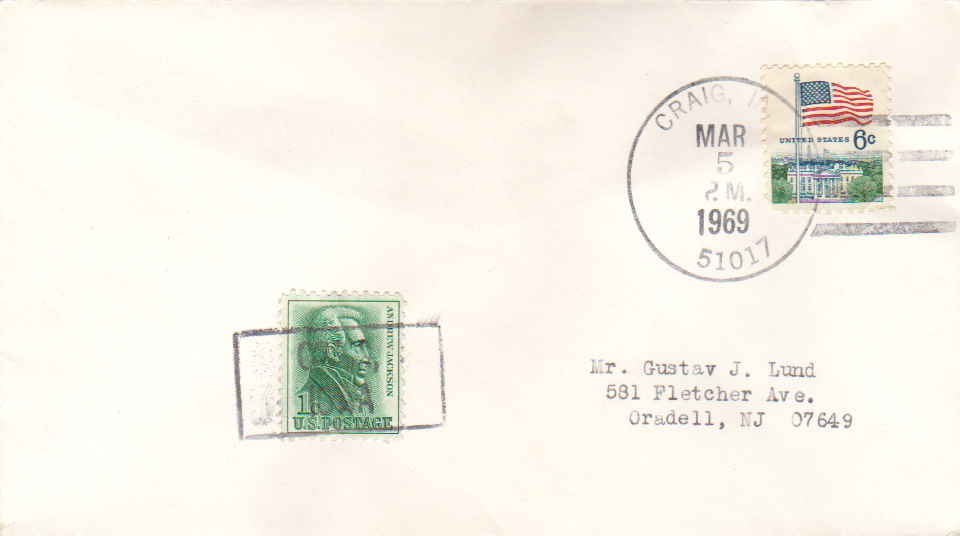 CRAIG,
MAR
5
P.M.
1969
51017
UNITED STATES 6c
ANDREW JACKSON
1c
U.S. POSTAGE
Mr. Gustav J. Lund
581 Fletcher Ave.
Oradell, NJ 07649